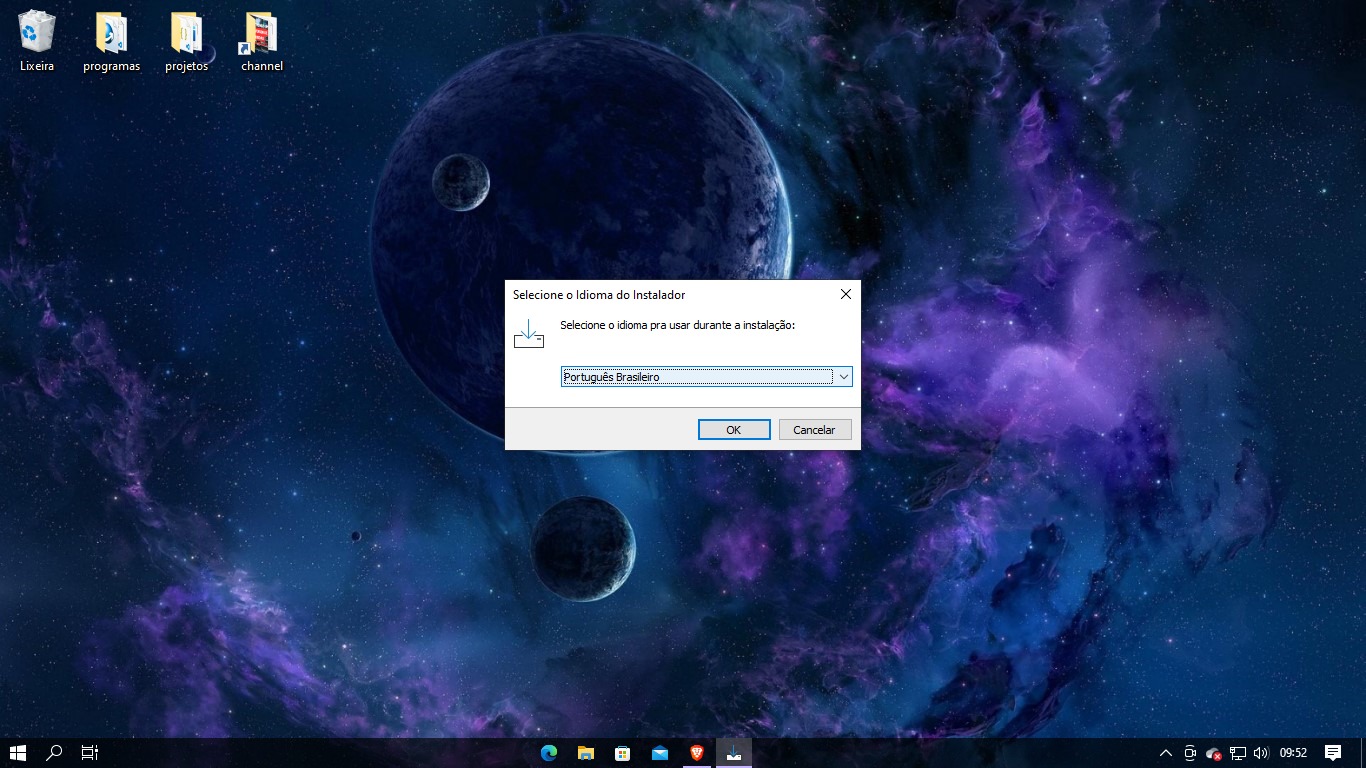 Lixeira
programas
projetos
channel
Selecione o Idioma do Instalador
Selecione o idioma pra usar durante a instalação:
Português Brasileiro
OK
Cancelar
09:52